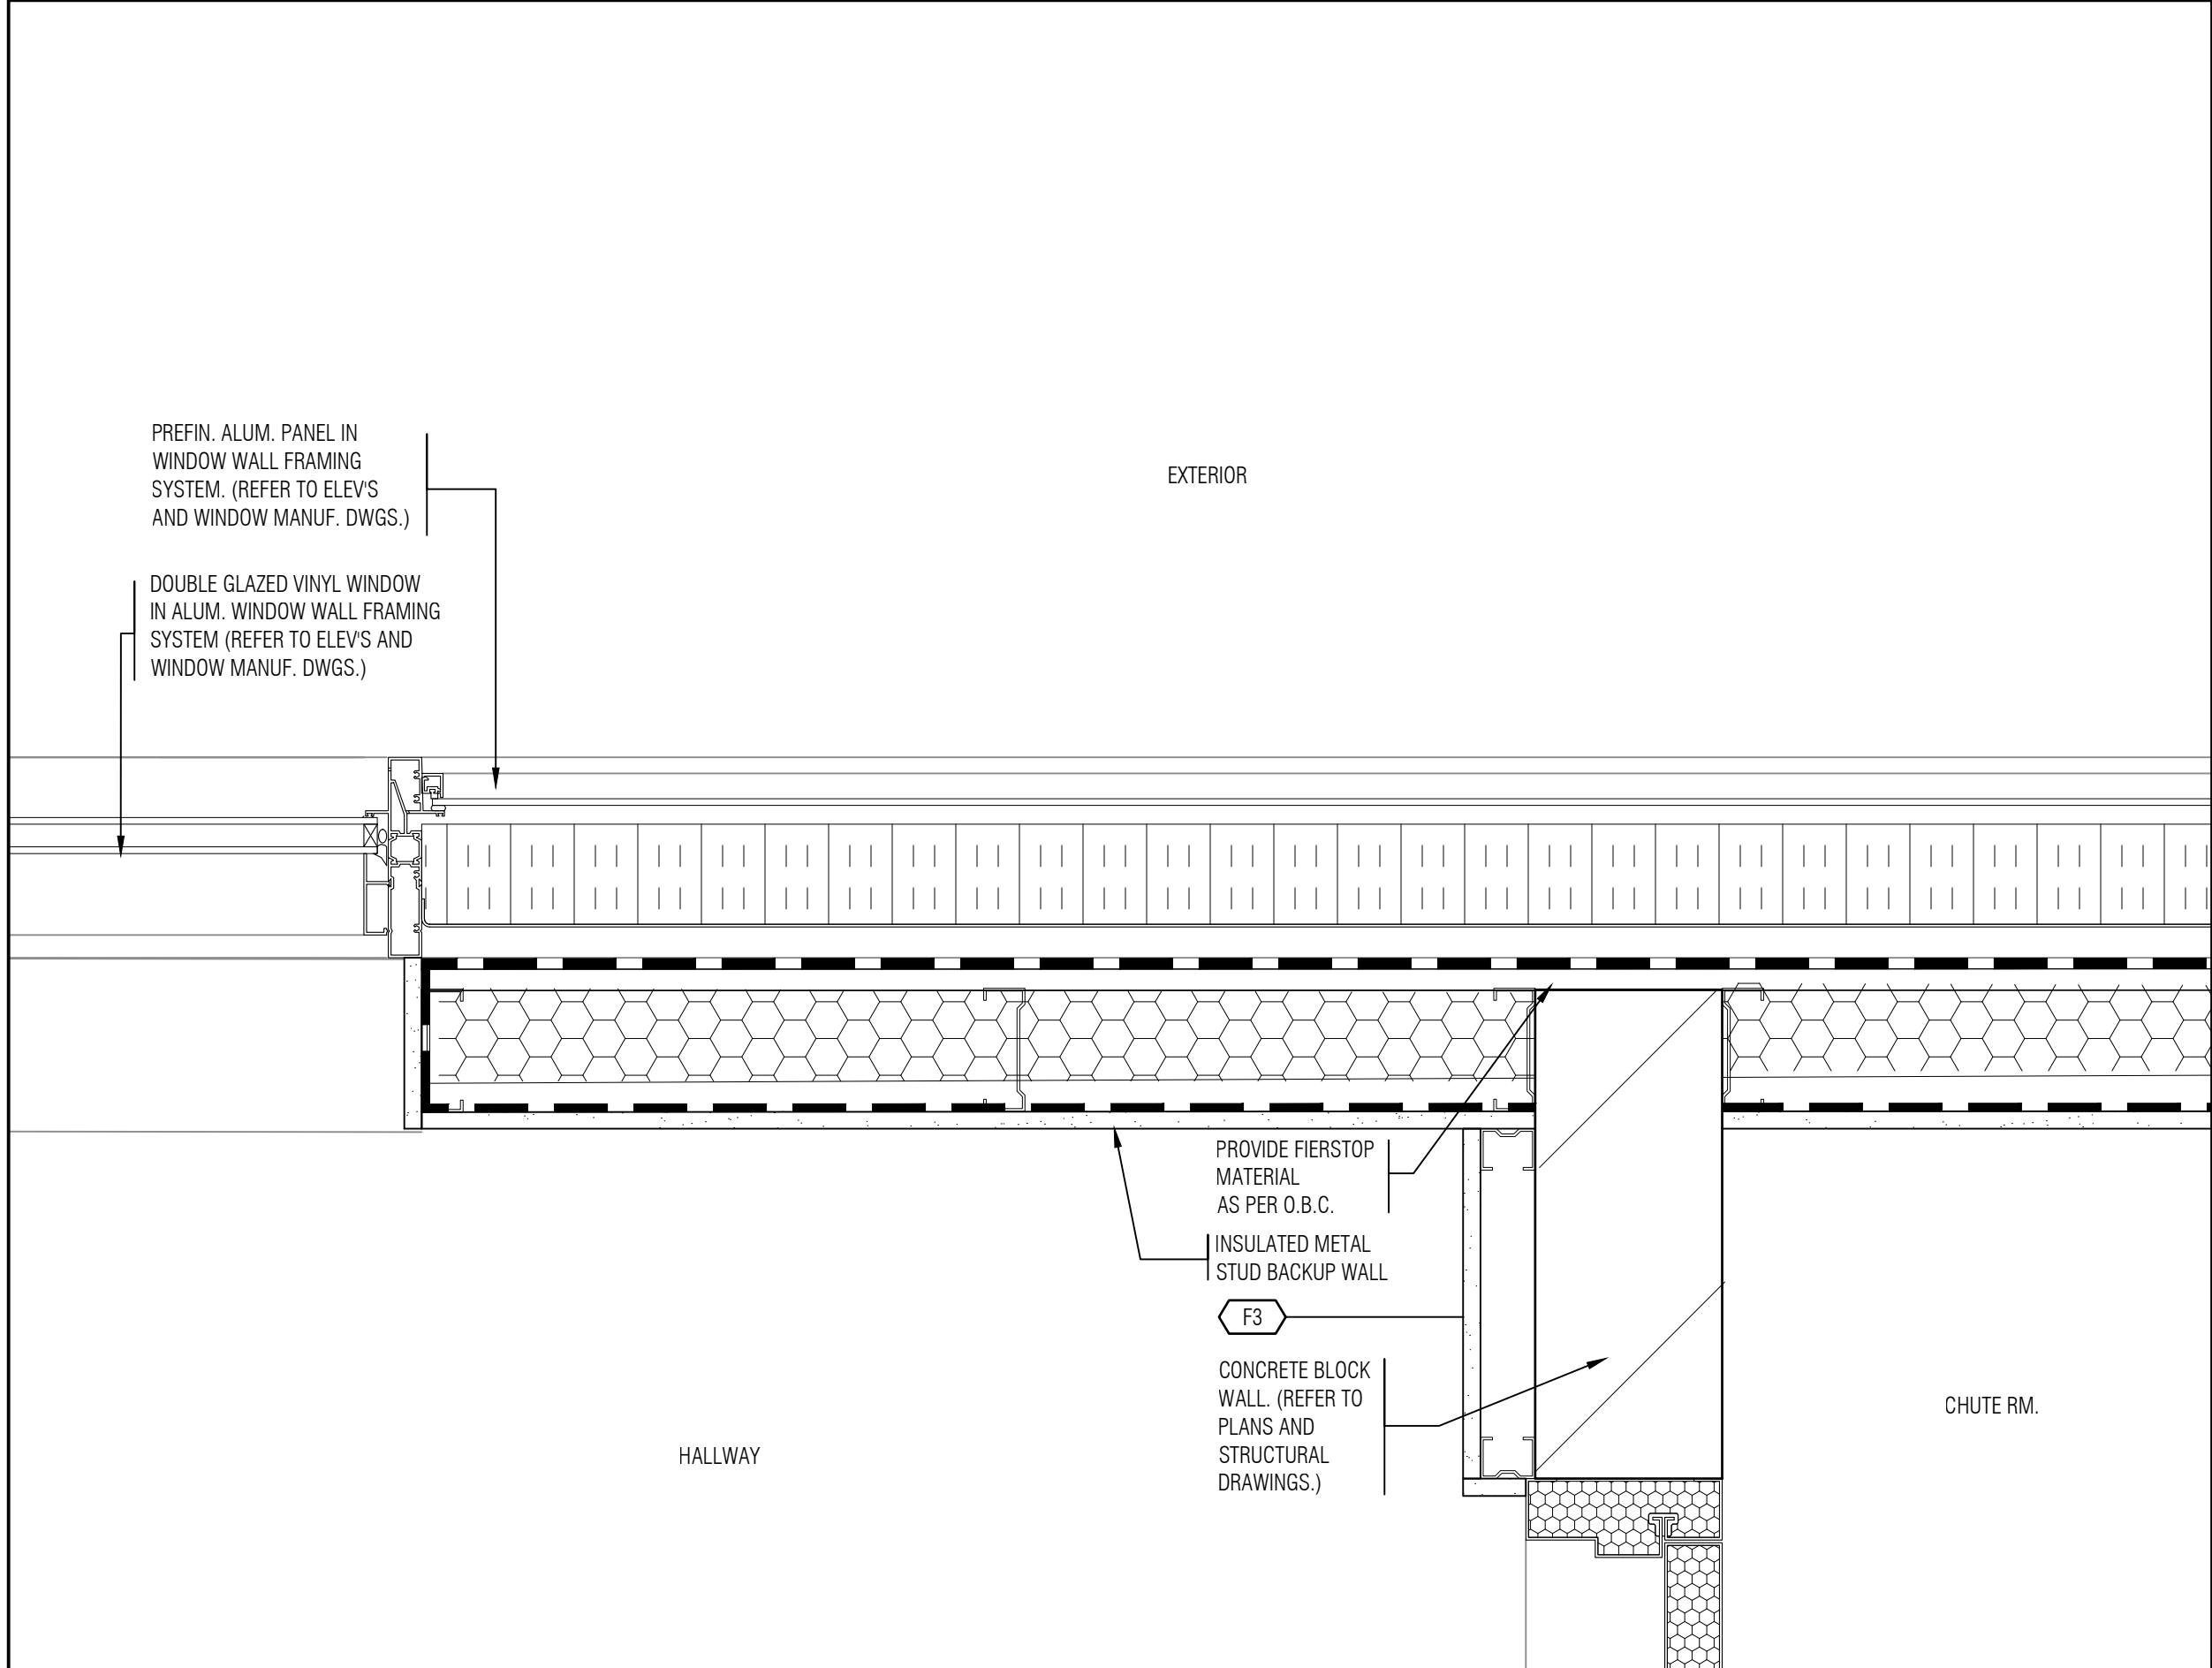 PREFIN. ALUM. PANEL IN
WINDOW WALL FRAMING
SYSTEM. (REFER TO ELEV'S
AND WINDOW MANUF. DWGS.)
EXTERIOR
DOUBLE GLAZED VINYL WINDOW
IN ALUM. WINDOW WALL FRAMING
SYSTEM (REFER TO ELEV'S AND
WINDOW MANUF. DWGS.)
PROVIDE FIERSTOP
MATERIAL
AS PER O.B.C.
INSULATED METAL
STUD BACKUP WALL
F3
CONCRETE BLOCK
WALL. (REFER TO
PLANS AND
STRUCTURAL
DRAWINGS.)
CHUTE RM.
HALLWAY